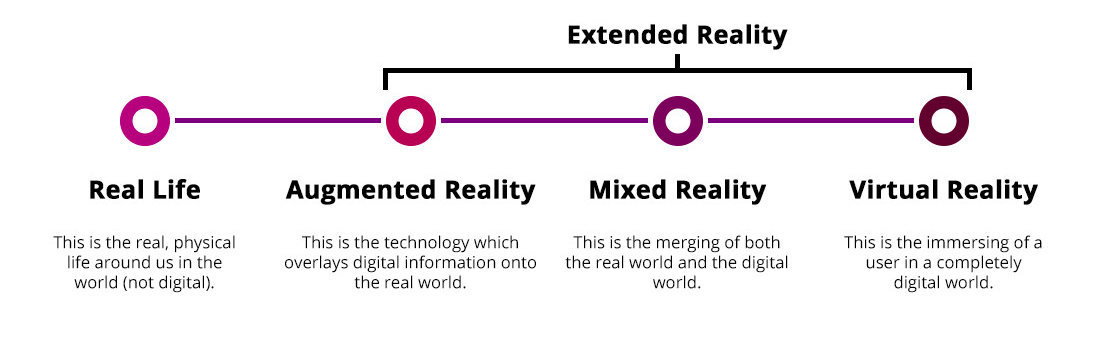 Extended Reality
Real Life
Augmented Reality
Mixed Reality
Virtual Reality
This is the real, physical
life around us in the
world (not digital).
This is the technology which
overlays digital information onto
the real world.
This is the merging of both
the real world and the digital
world.
This is the immersing of a
user in a completely
digital world.